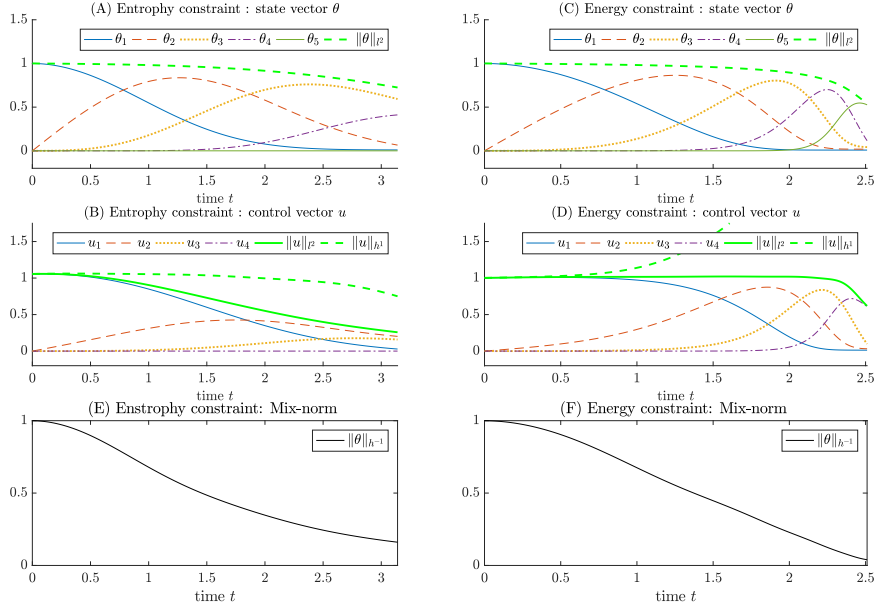 (A) Entrophy constraint : state vector θ
θ1 θ2 θ3 θ4 θ5 ‖θ‖l2
1.5
1
0.5
0
0 0.5 1 1.5 2 2.5 3
time t
(B) Entrophy constraint : control vector u
u1 u2 u3 u4 ‖u‖l2 ‖u‖h1
1.5
1
0.5
0
0 0.5 1 1.5 2 2.5 3
time t
(E) Enstrophy constraint: Mix-norm
‖θ‖h−1
1
0.5
0
0 0.5 1 1.5 2 2.5 3
time t
(C) Energy constraint : state vector θ
θ1 θ2 θ3 θ4 θ5 ‖θ‖l2
1.5
1
0.5
0
0 0.5 1 1.5 2 2.5
time t
(D) Energy constraint : control vector u
u1 u2 u3 u4 ‖u‖l2 ‖u‖h1
1.5
1
0.5
0
0 0.5 1 1.5 2 2.5
time t
(F) Energy constraint: Mix-norm
‖θ‖h−1
1
0.5
0
0 0.5 1 1.5 2 2.5
time t